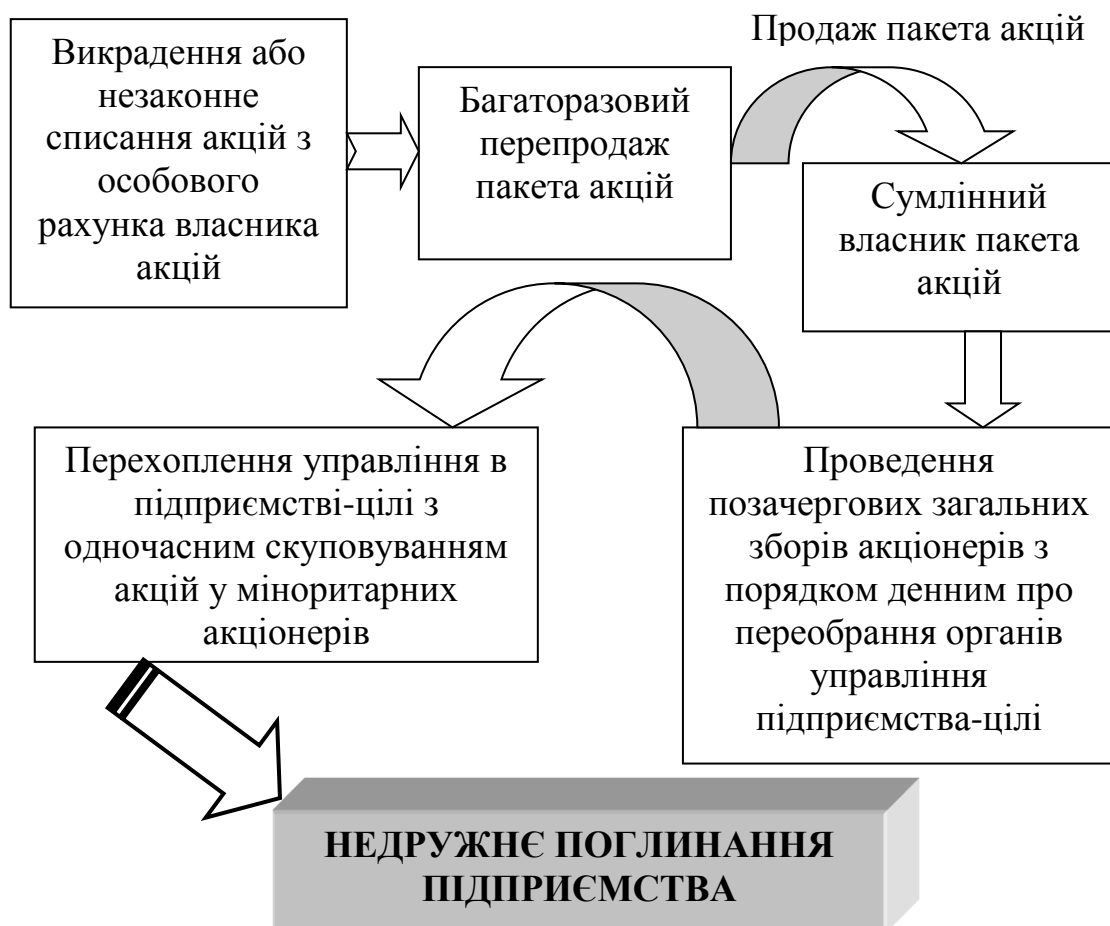 Викрадення або
незаконне
списання акцій з
особового
рахунка власника
акцій
Багаторазовий
перепродаж
пакета акцій
Продаж пакета акцій
Сумлінний
власник пакета
акцій
Проведення
позачергових загальних
зборів акціонерів з
порядком денним про
переобрання органів
управління
підприємства-цілі
Перехоплення управління в
підприємстві-цілі з
одночасним скуповуванням
акцій у міноритарних
акціонерів
НЕДРУЖНЄ ПОГЛИНАННЯ
ПІДПРИЄМСТВА